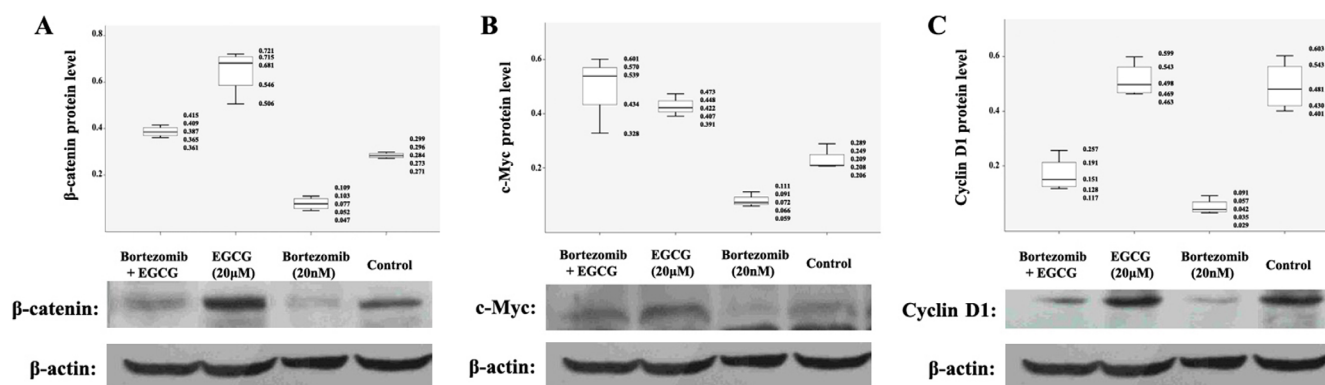 A
β-catenin protein level
0.8
0.6
0.4
0.2
0.415
0.409
0.387
0.365
0.361
0.721
0.715
0.681
0.546
0.506
0.109
0.103
0.077
0.052
0.047
0.299
0.296
0.284
0.273
0.271
Bortezomib
+ EGCG
EGCG
(20μM)
Bortezomib
(20nM)
Control
β-catenin:
β-actin:
B
c-Myc protein level
0.6
0.4
0.2
0.601
0.570
0.539
0.434
0.328
0.473
0.448
0.422
0.407
0.391
0.111
0.091
0.072
0.066
0.059
0.289
0.249
0.209
0.208
0.206
Bortezomib
+ EGCG
EGCG
(20μM)
Bortezomib
(20nM)
Control
c-Myc:
β-actin:
C
Cyclin D1 protein level
0.6
0.4
0.2
0.257
0.191
0.151
0.128
0.117
0.599
0.543
0.498
0.469
0.463
0.091
0.057
0.042
0.035
0.029
0.603
0.543
0.481
0.430
0.401
Bortezomib
+ EGCG
EGCG
(20μM)
Bortezomib
(20nM)
Control
Cyclin D1:
β-actin: